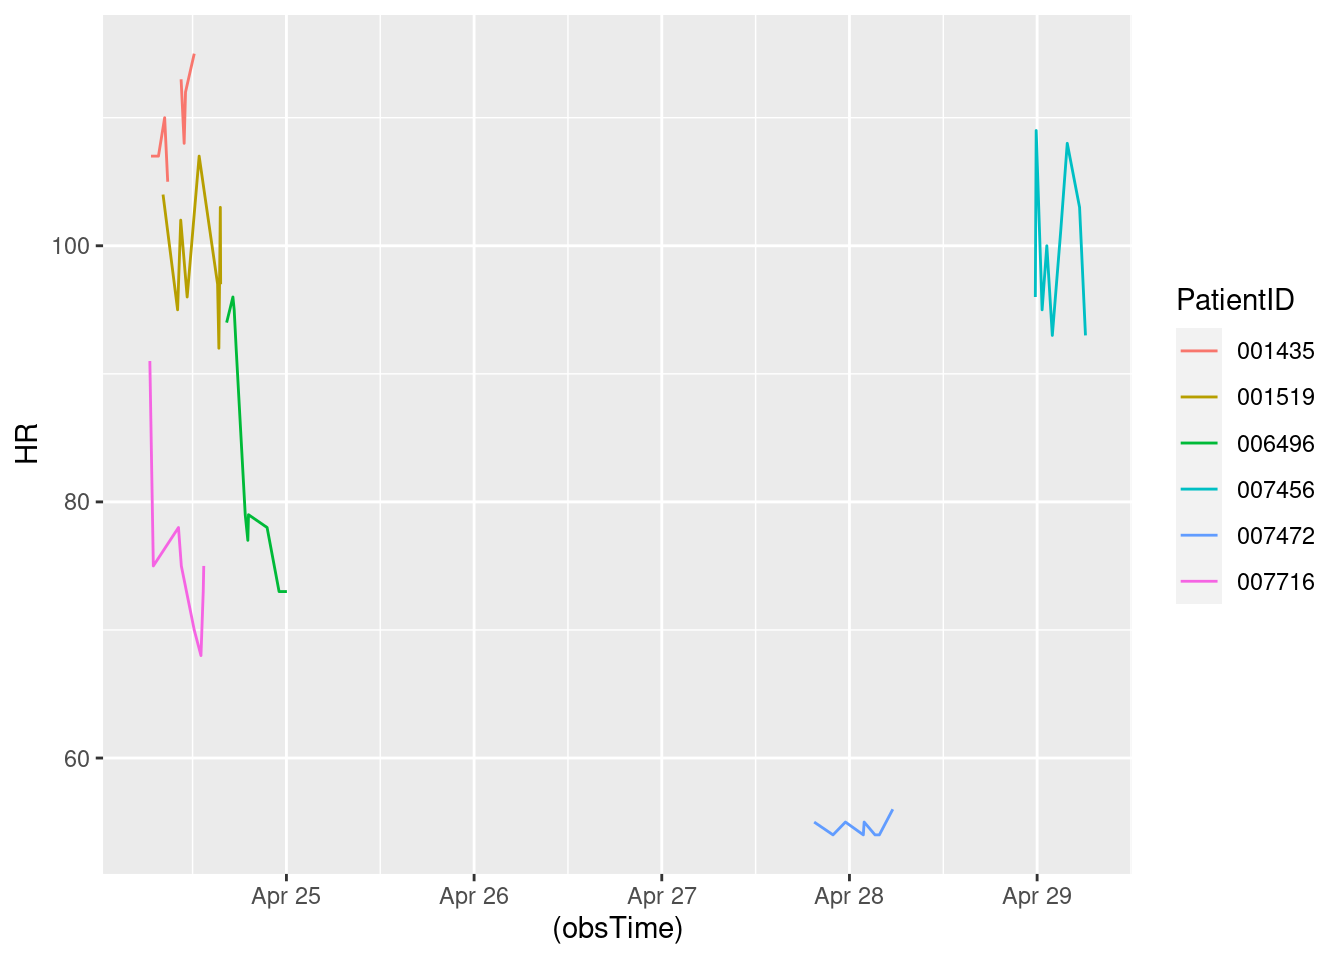 HR
100
80
60
Apr 25
Apr 26
Apr 27
Apr 28
Apr 29
(obsTime)
PatientID
001435
001519
006496
007456
007472
007716